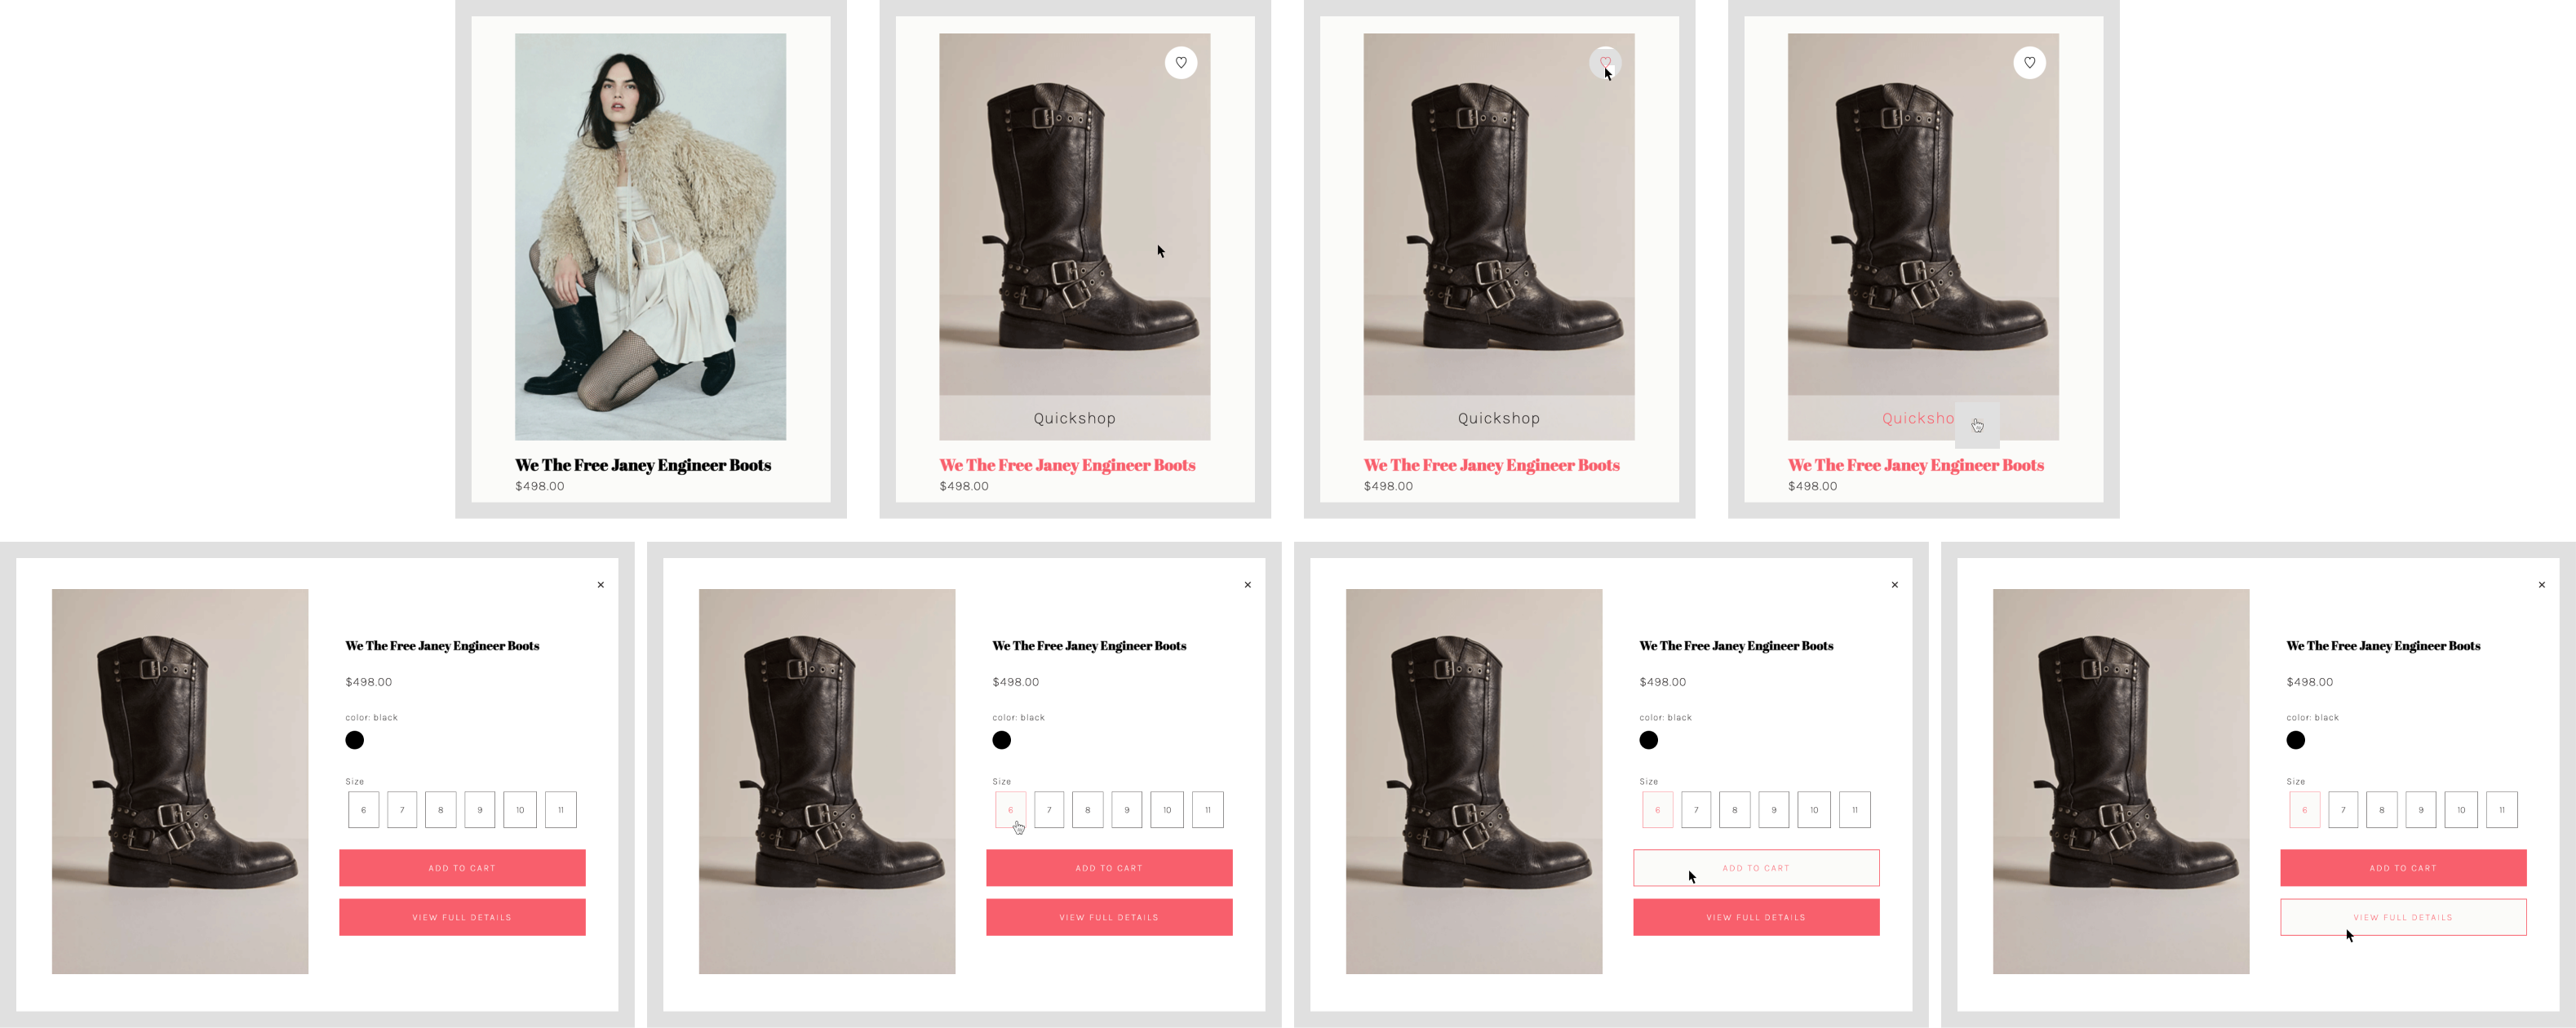 Quickshop
Quickshop
Quicksho
We The Free Janey Engineer Boots
$498.00
We The Free Janey Engineer Boots
$498.00
We The Free Janey Engineer Boots
$498.00
We The Free Janey Engineer Boots
$498.00
×
We The Free Janey Engineer Boots
$498.00
color: black
Size
6 7 8 9 10 11
ADD TO CART
VIEW FULL DETAILS
×
We The Free Janey Engineer Boots
$498.00
color: black
Size
6 7 8 9 10 11
ADD TO CART
VIEW FULL DETAILS
×
We The Free Janey Engineer Boots
$498.00
color: black
Size
6 7 8 9 10 11
ADD TO CART
VIEW FULL DETAILS
×
We The Free Janey Engineer Boots
$498.00
color: black
Size
6 7 8 9 10 11
ADD TO CART
VIEW FULL DETAILS